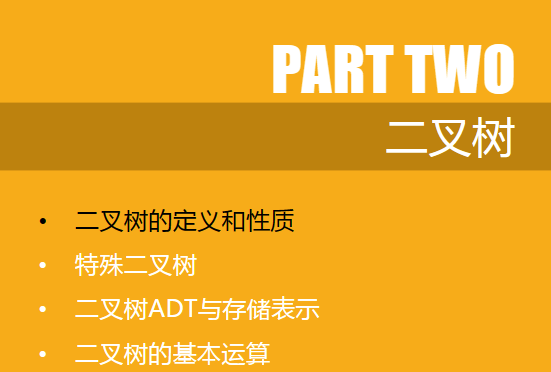 PART TWO
二叉树
• 二叉树的定义和性质
• 特殊二叉树
• 二叉树ADT与存储表示
• 二叉树的基本运算